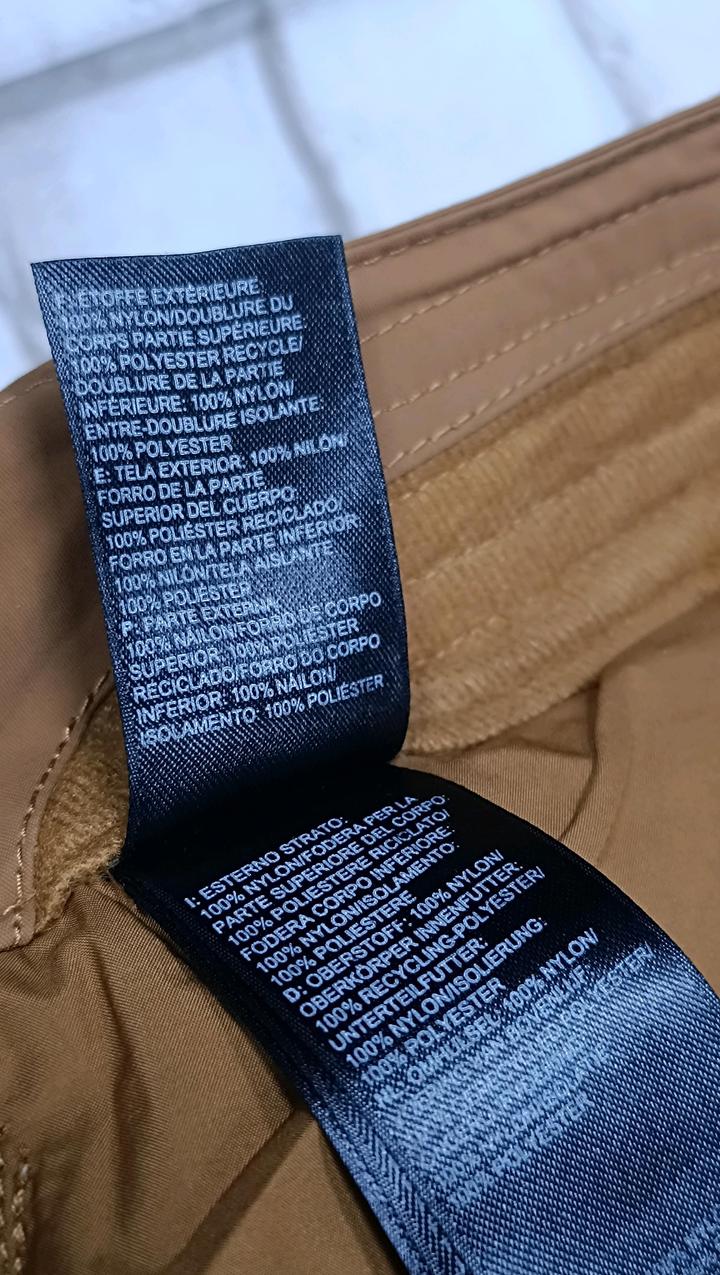 F: ÉTOFFE EXTÉRIEURE
100% NYLON/DOUBLURE DU
CORPS PARTIE SUPÉRIEURE:
100% POLYESTER RECYCLÉ/
DOUBLURE DE LA PARTIE
INFÉRIEURE: 100% NYLON/
ENTRE-DOUBLURE ISOLANTE:
100% POLYESTER
E: TELA EXTERIOR: 100% NILÓN/
FORRO DE LA PARTE
SUPERIOR DEL CUERPO:
100% POLIÉSTER RECICLADO/
FORRO EN LA PARTE INFERIOR:
100% NILÓN/TELA AISLANTE
100% POLIÉSTER
P: PARTE EXTERNA:
100% NÁILON/FORRO DE CORPO
SUPERIOR: 100% POLIÉSTER
RECICLADO/FORRO DO CORPO
INFERIOR: 100% NÁILON/
ISOLAMENTO: 100% POLIÉSTER
I: ESTERNO STRATO:
100% NYLON/FODERA PER LA
PARTE SUPERIORE DEL CORPO:
100% POLIESTERE RICICLATO/
FODERA CORPO INFERIORE:
100% NYLON/ISOLAMENTO:
100% POLIESTERE
D: OBERSTOFF: 100% NYLON/
OBERKÖRPER INNENFUTTER:
100% RECYCLING-POLYESTER/
UNTERTEILFUTTER:
100% NYLON/ISOLIERUNG:
100% POLYESTER
100% NYLON/
100% POLYESTER